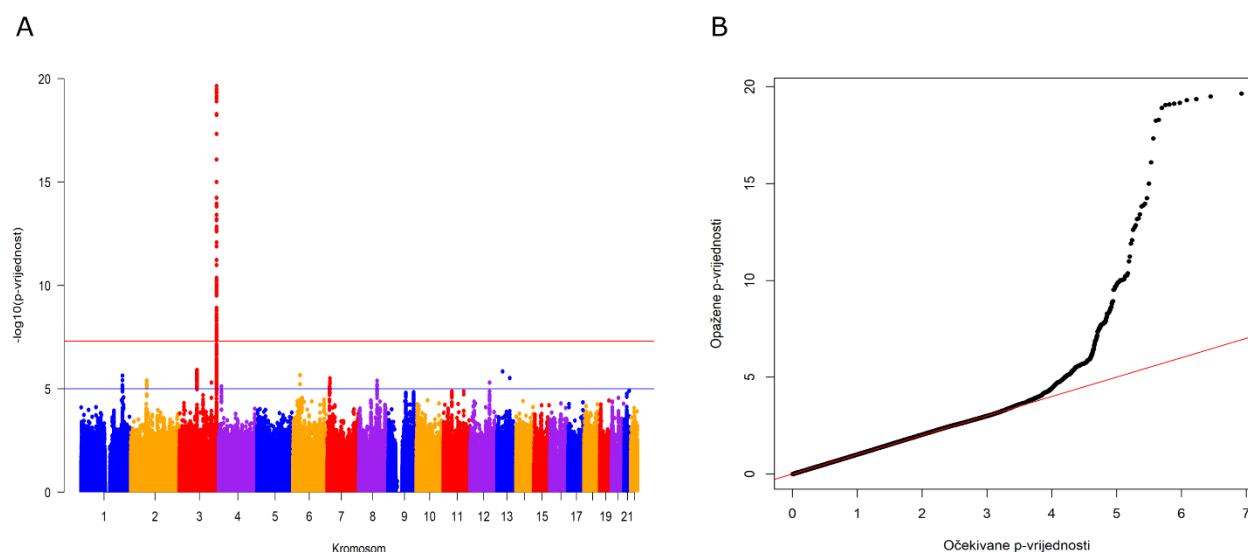 A
20
15
10
5
0
-log10(p-vrijednost)
1 2 3 4 5 6 7 8 9 10 11 12 13 15 17 19 21
Kromosom
B
20
15
10
5
0
Opažene p-vrijednosti
0 1 2 3 4 5 6 7
Očekivane p-vrijednosti